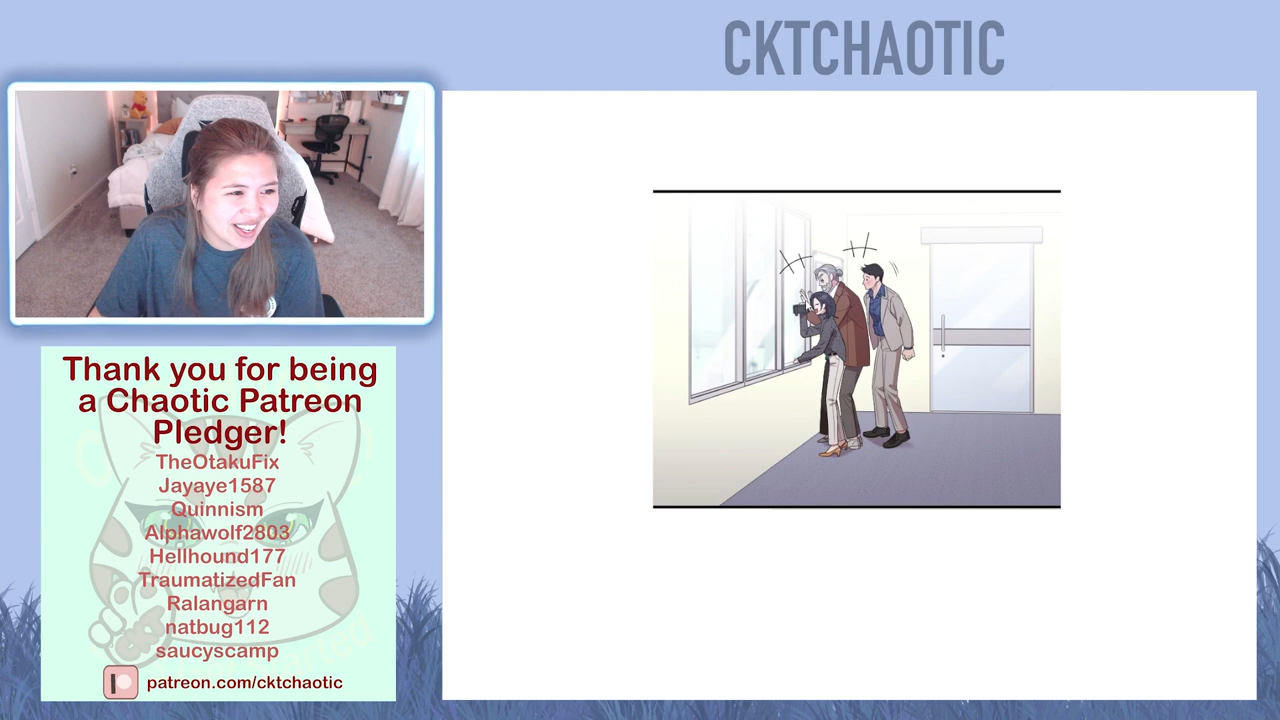 CKTCHAOTIC
Thank you for being
a Chaotic Patreon
Pledger!
TheOtakuFix
Jayaye1587
Quinnism
Alphawolf2803
Hellhound177
TraumatizedFan
Ralangarn
natbug112
saucyscamp
patreon.com/cktchaotic